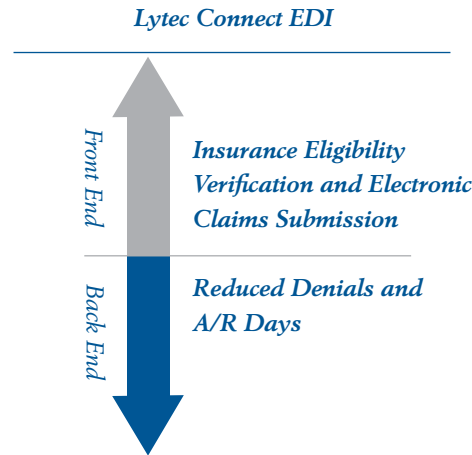 Lytec Connect EDI
Front End
Insurance Eligibility
Verification and Electronic
Claims Submission
Back End
Reduced Denials and
A/R Days